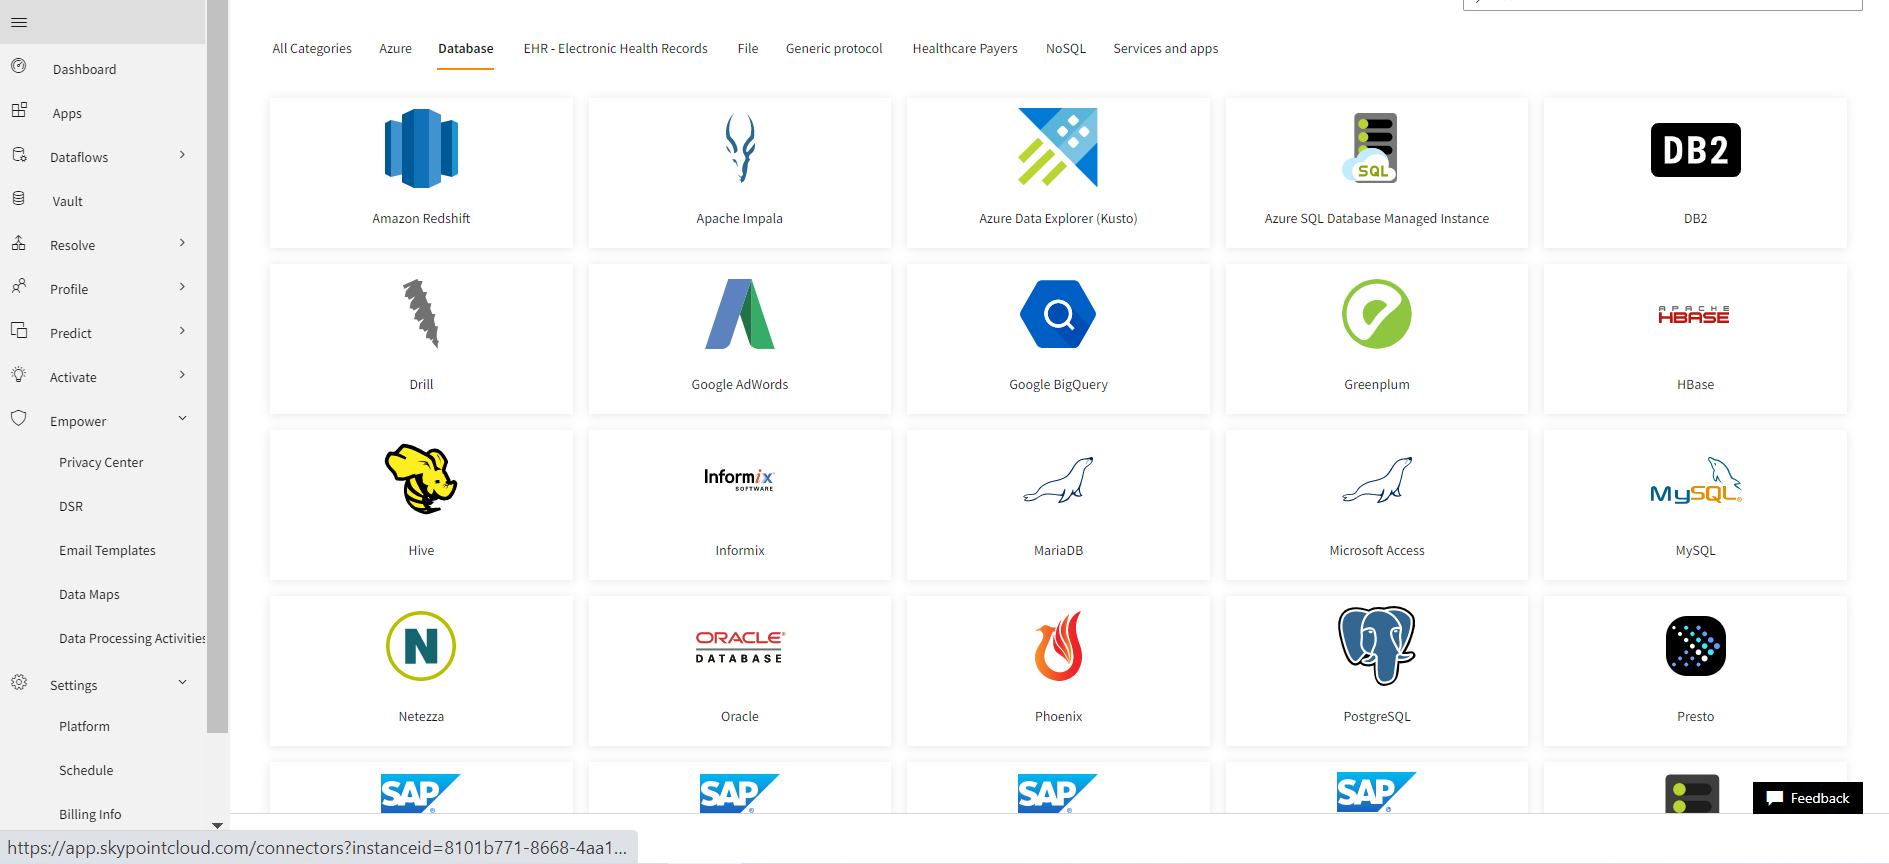 All Categories Azure Database EHR - Electronic Health Records File Generic protocol Healthcare Payers NoSQL Services and apps
Dashboard
Apps
Dataflows
Vault
Resolve
Profile
Predict
Activate
Empower
Privacy Center
DSR
Email Templates
Data Maps
Data Processing Activities
Settings
Platform
Schedule
Billing Info
SQL
DB2
Amazon Redshift Apache Impala Azure Data Explorer (Kusto) Azure SQL Database Managed Instance DB2
APACHE
HBASE
Drill Google AdWords Google BigQuery Greenplum HBase
Informix
SOFTWARE
MySQL
Hive Informix MariaDB Microsoft Access MySQL
N
ORACLE
DATABASE
Netezza Oracle Phoenix PostgreSQL Presto
SAP SAP SAP SAP
Feedback
https://app.skypointcloud.com/connectors?instanceid=8101b771-8668-4aa1...